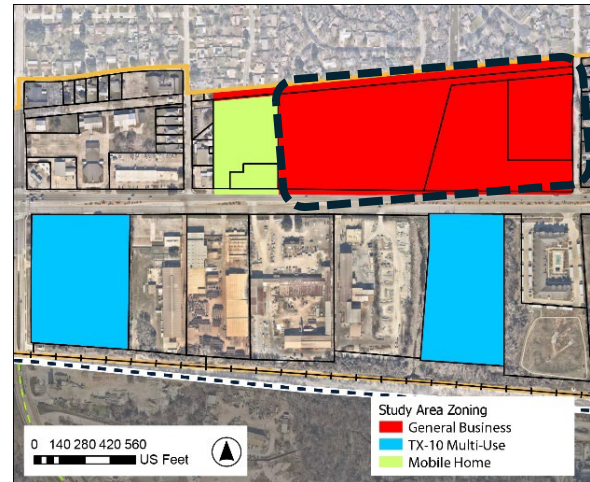 Study Area Zoning
General Business
TX-10 Multi-Use
Mobile Home
0 140 280 420 560
US Feet